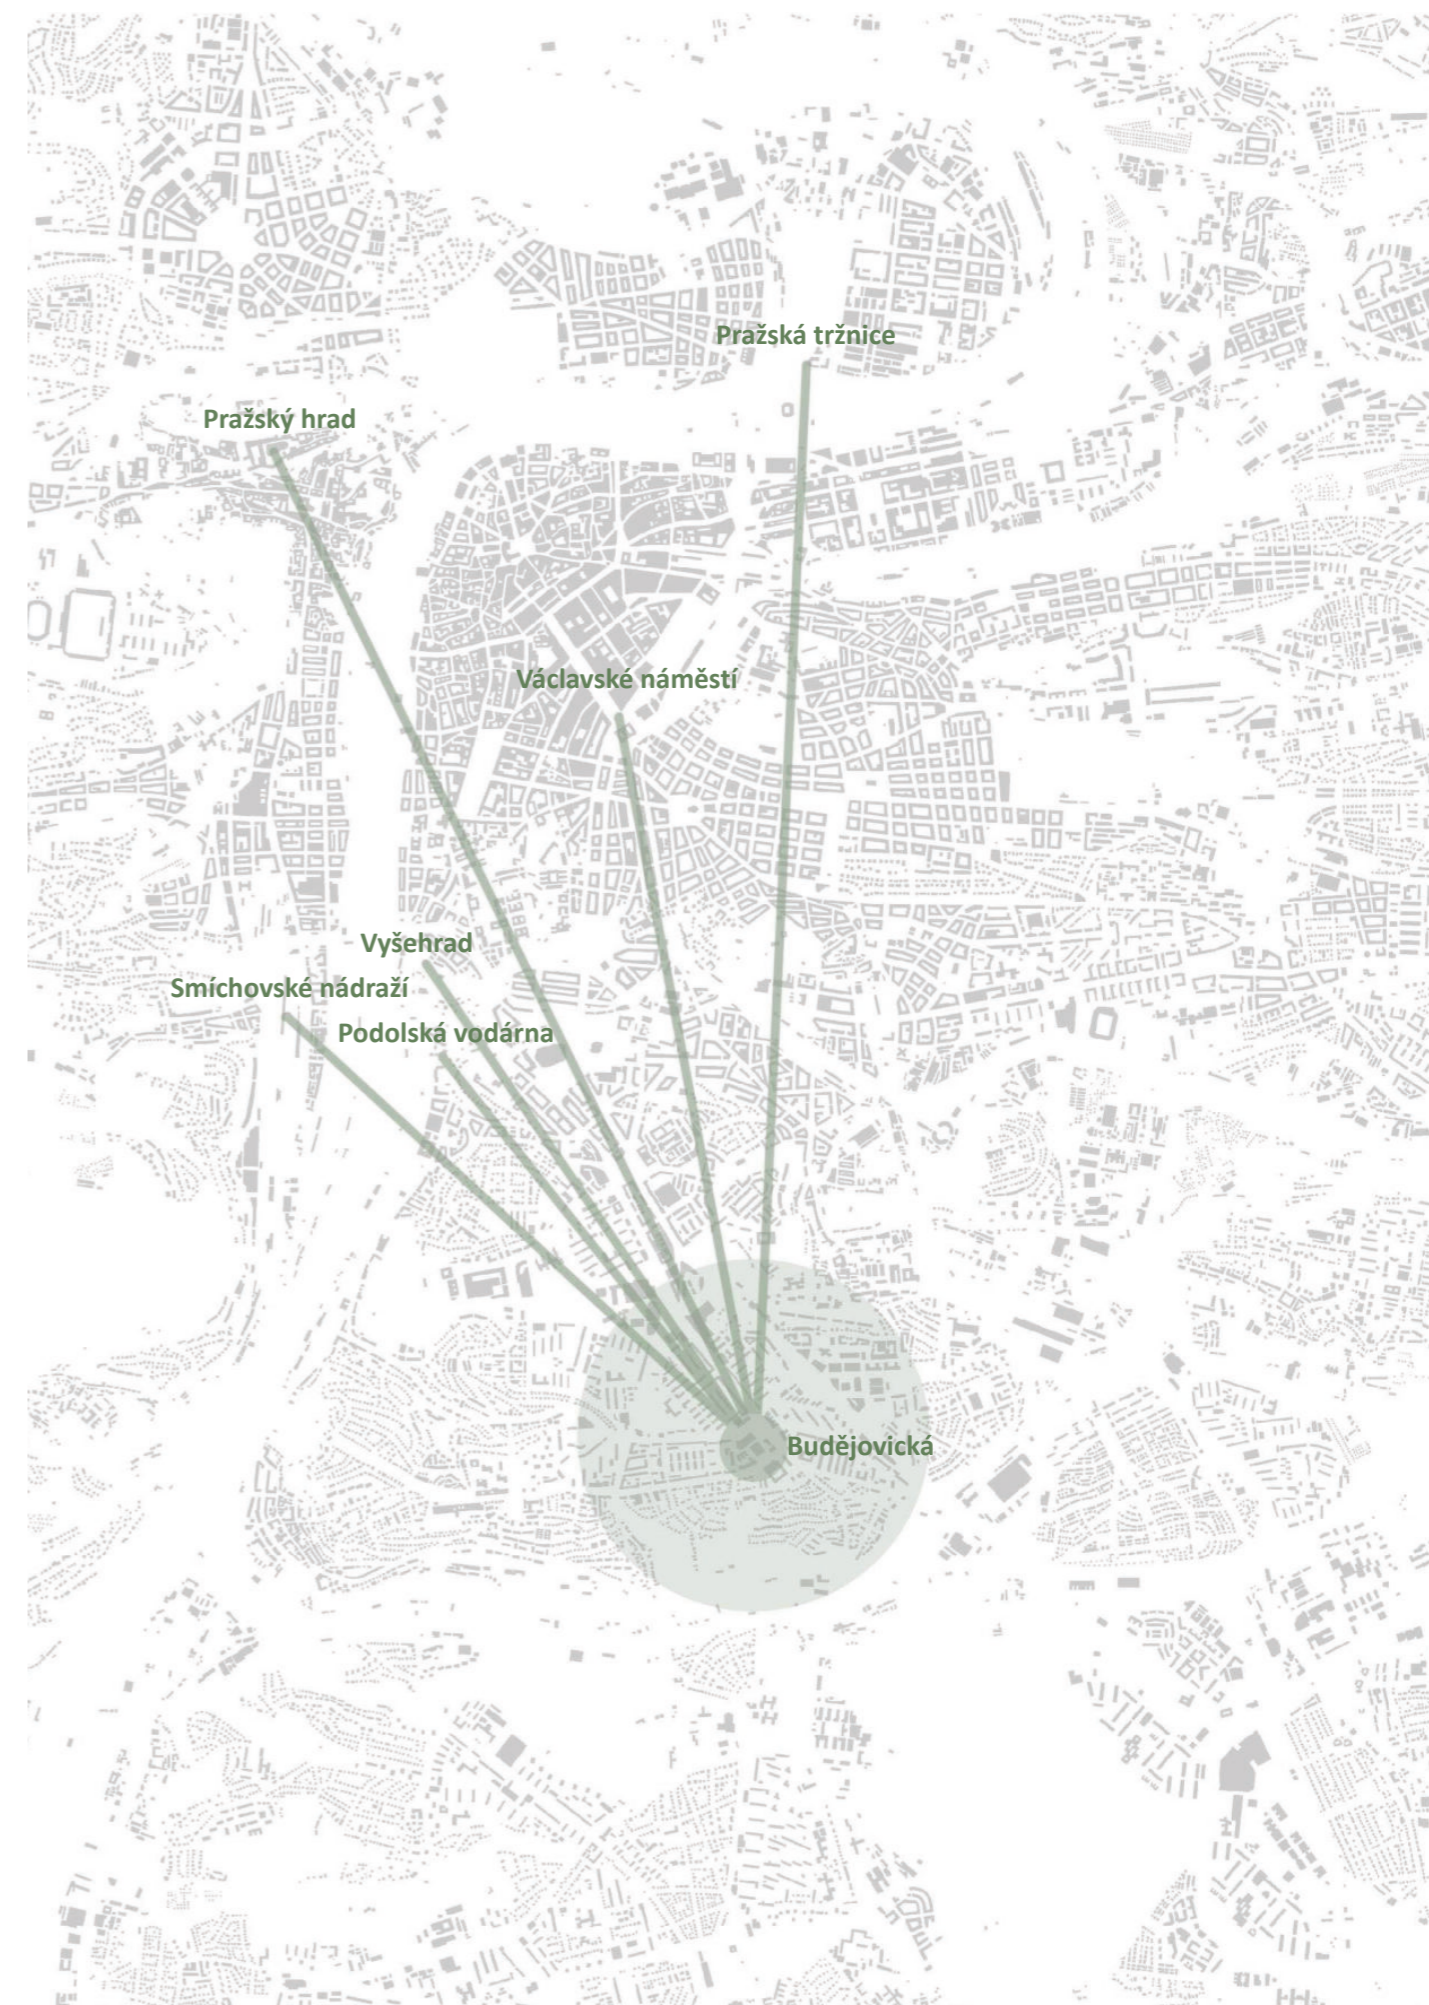 Pražská tržnice
Pražský hrad
Václavské náměstí
Vyšehrad
Smíchovské nádraží
Podolská vodárna
Budějovická